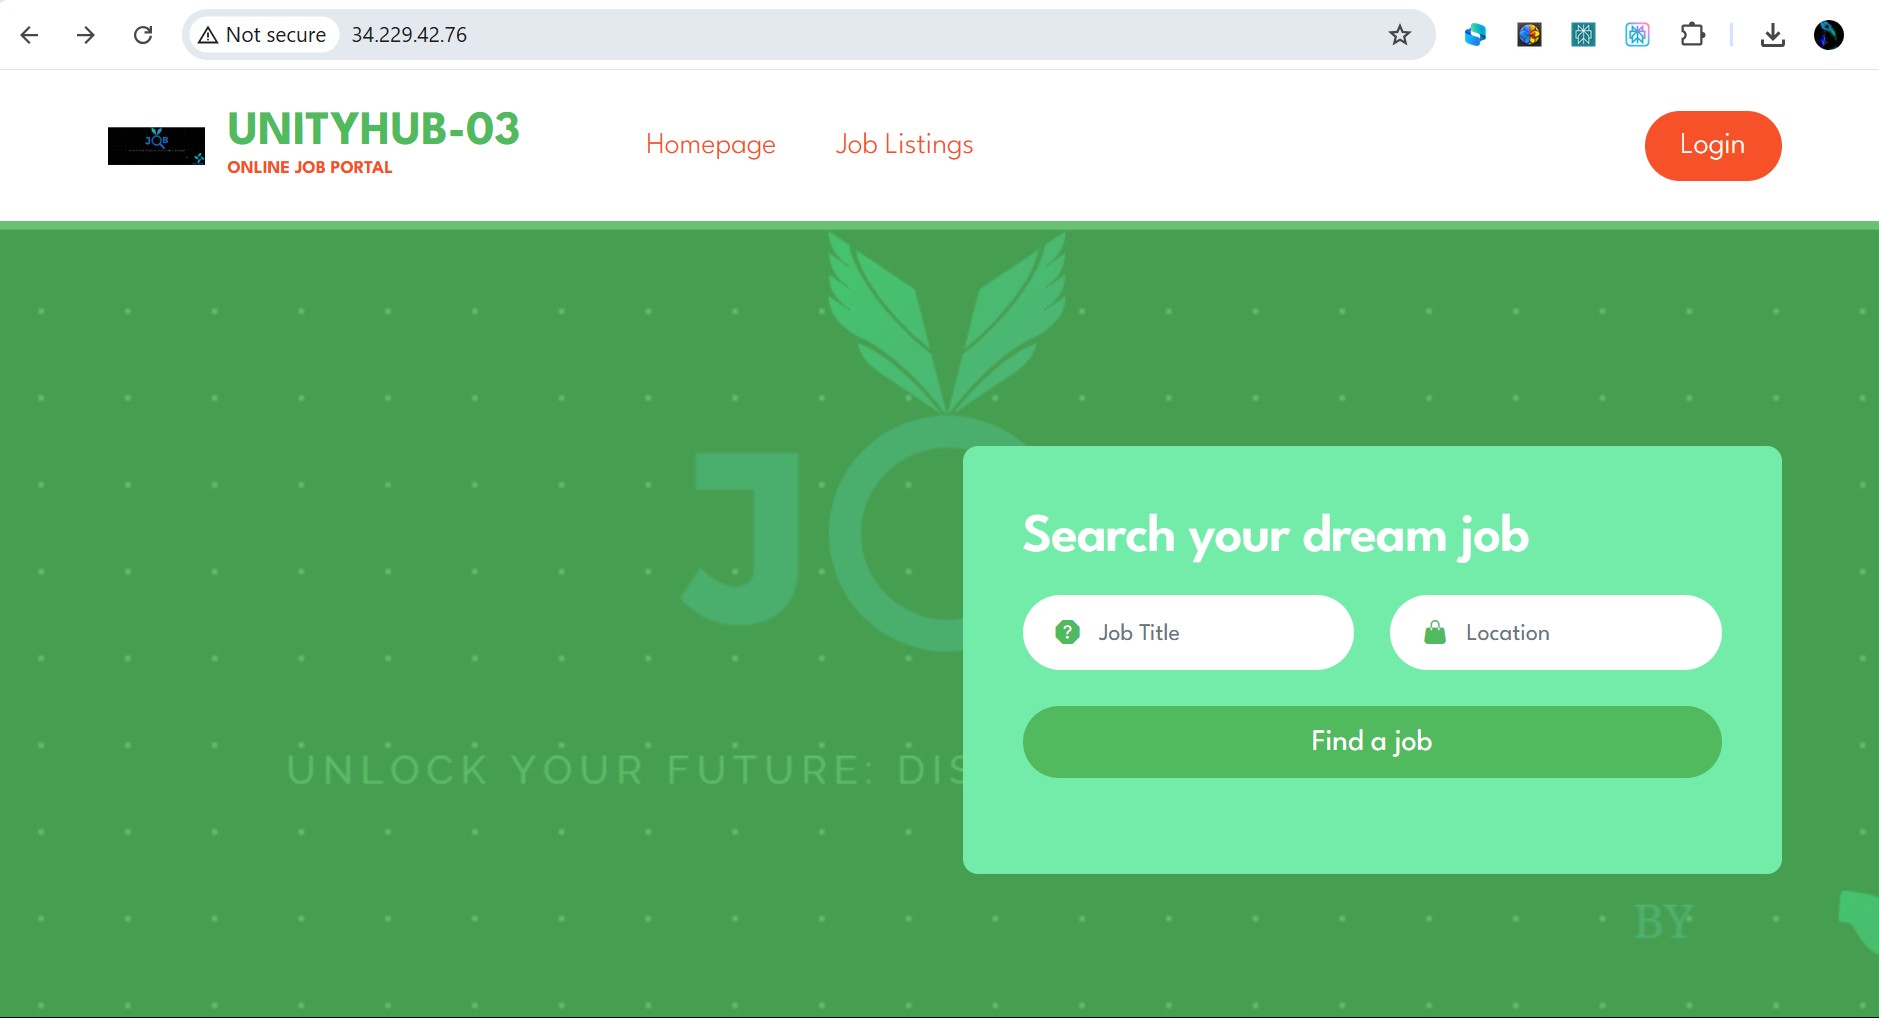 Not secure 34.229.42.76
JOB
UNITYHUB-03
ONLINE JOB PORTAL
Homepage
Job Listings
Login
JO
Search your dream job
Job Title
Location
Find a job
UNLOCK YOUR FUTURE: DIS
BY